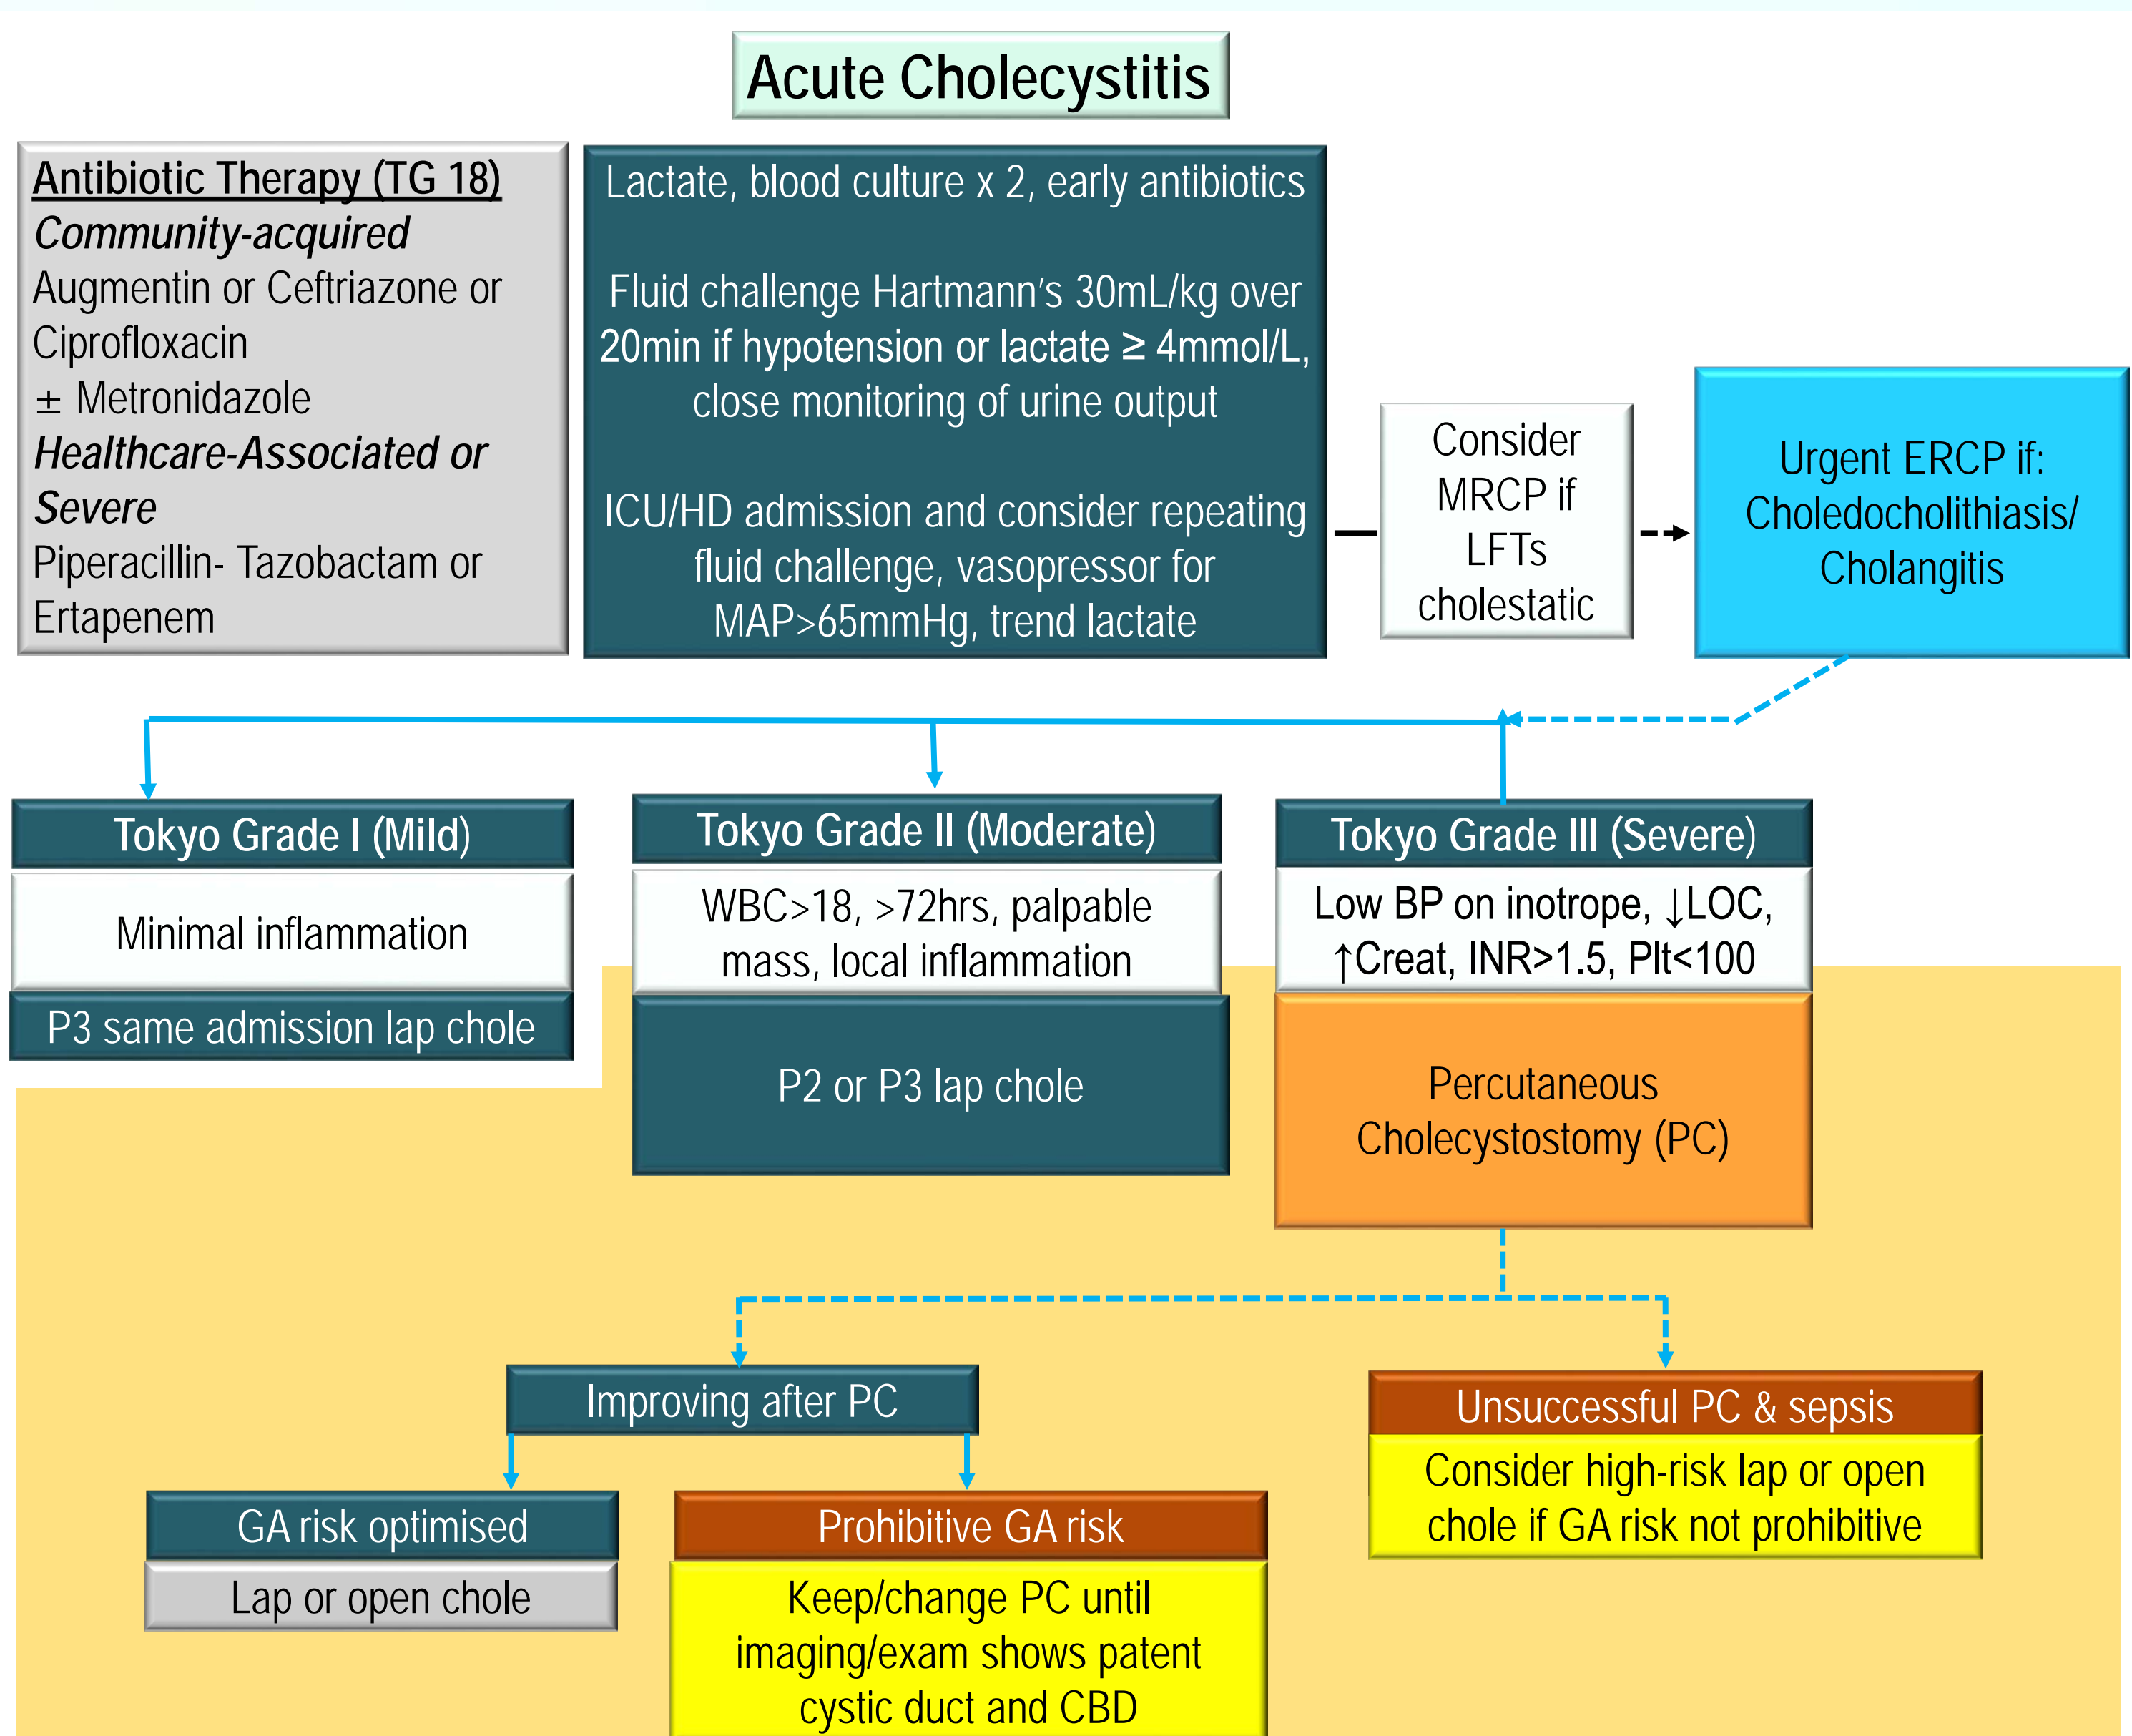 Acute Cholecystitis
Antibiotic Therapy (TG 18)
Community-acquired
Augmentin or Ceftriazone or
Ciprofloxacin
± Metronidazole
Healthcare-Associated or
Severe
Piperacillin- Tazobactam or
Ertapenem
Lactate, blood culture x 2, early antibiotics
Fluid challenge Hartmann's 30mL/kg over
20min if hypotension or lactate ≥ 4mmol/L,
close monitoring of urine output
ICU/HD admission and consider repeating
fluid challenge, vasopressor for
MAP>65mmHg, trend lactate
Consider
MRCP if
LFTs
cholestatic
Urgent ERCP if:
Choledocholithiasis/
Cholangitis
Tokyo Grade I (Mild)
Minimal inflammation
P3 same admission lap chole
Tokyo Grade II (Moderate)
WBC>18, >72hrs, palpable
mass, local inflammation
P2 or P3 lap chole
Tokyo Grade III (Severe)
Low BP on inotrope, ↓LOC,
↑Creat, INR>1.5, Plt<100
Percutaneous
Cholecystostomy (PC)
Improving after PC
GA risk optimised
Lap or open chole
Prohibitive GA risk
Keep/change PC until
imaging/exam shows patent
cystic duct and CBD
Unsuccessful PC & sepsis
Consider high-risk lap or open
chole if GA risk not prohibitive